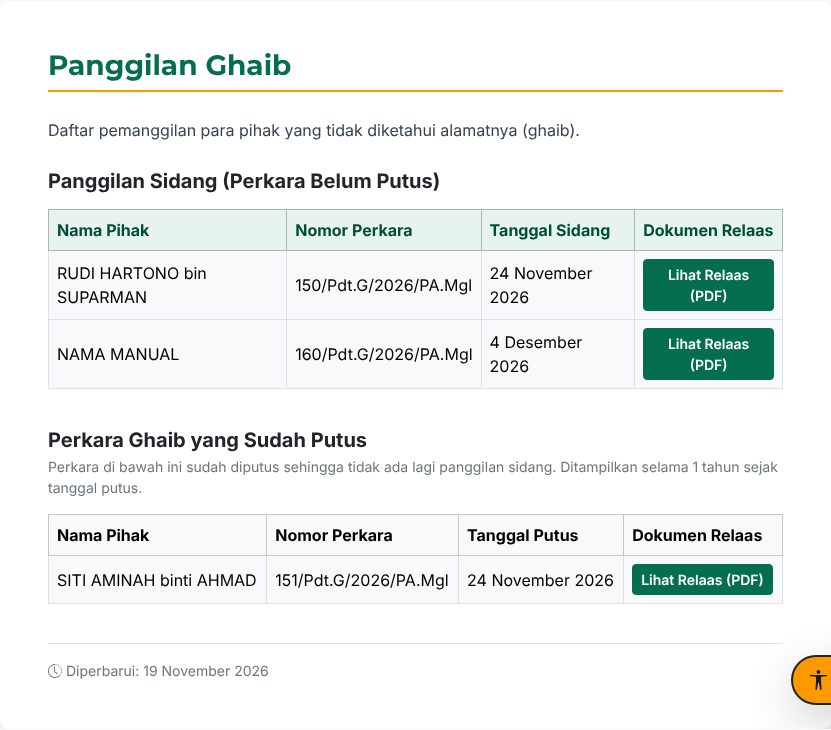 Panggilan Ghaib
Daftar pemanggilan para pihak yang tidak diketahui alamatnya (ghaib).
Panggilan Sidang (Perkara Belum Putus)
Nama Pihak Nomor Perkara Tanggal Sidang Dokumen Relaas
RUDI HARTONO bin
SUPARMAN
150/Pdt.G/2026/PA.Mgl
24 November
2026
Lihat Relaas
(PDF)
NAMA MANUAL
160/Pdt.G/2026/PA.Mgl
4 Desember
2026
Lihat Relaas
(PDF)
Perkara Ghaib yang Sudah Putus
Perkara di bawah ini sudah diputus sehingga tidak ada lagi panggilan sidang. Ditampilkan selama 1 tahun sejak
tanggal putus.
Nama Pihak Nomor Perkara Tanggal Putus Dokumen Relaas
SITI AMINAH binti AHMAD 151/Pdt.G/2026/PA.Mgl 24 November 2026 Lihat Relaas (PDF)
Diperbarui: 19 November 2026